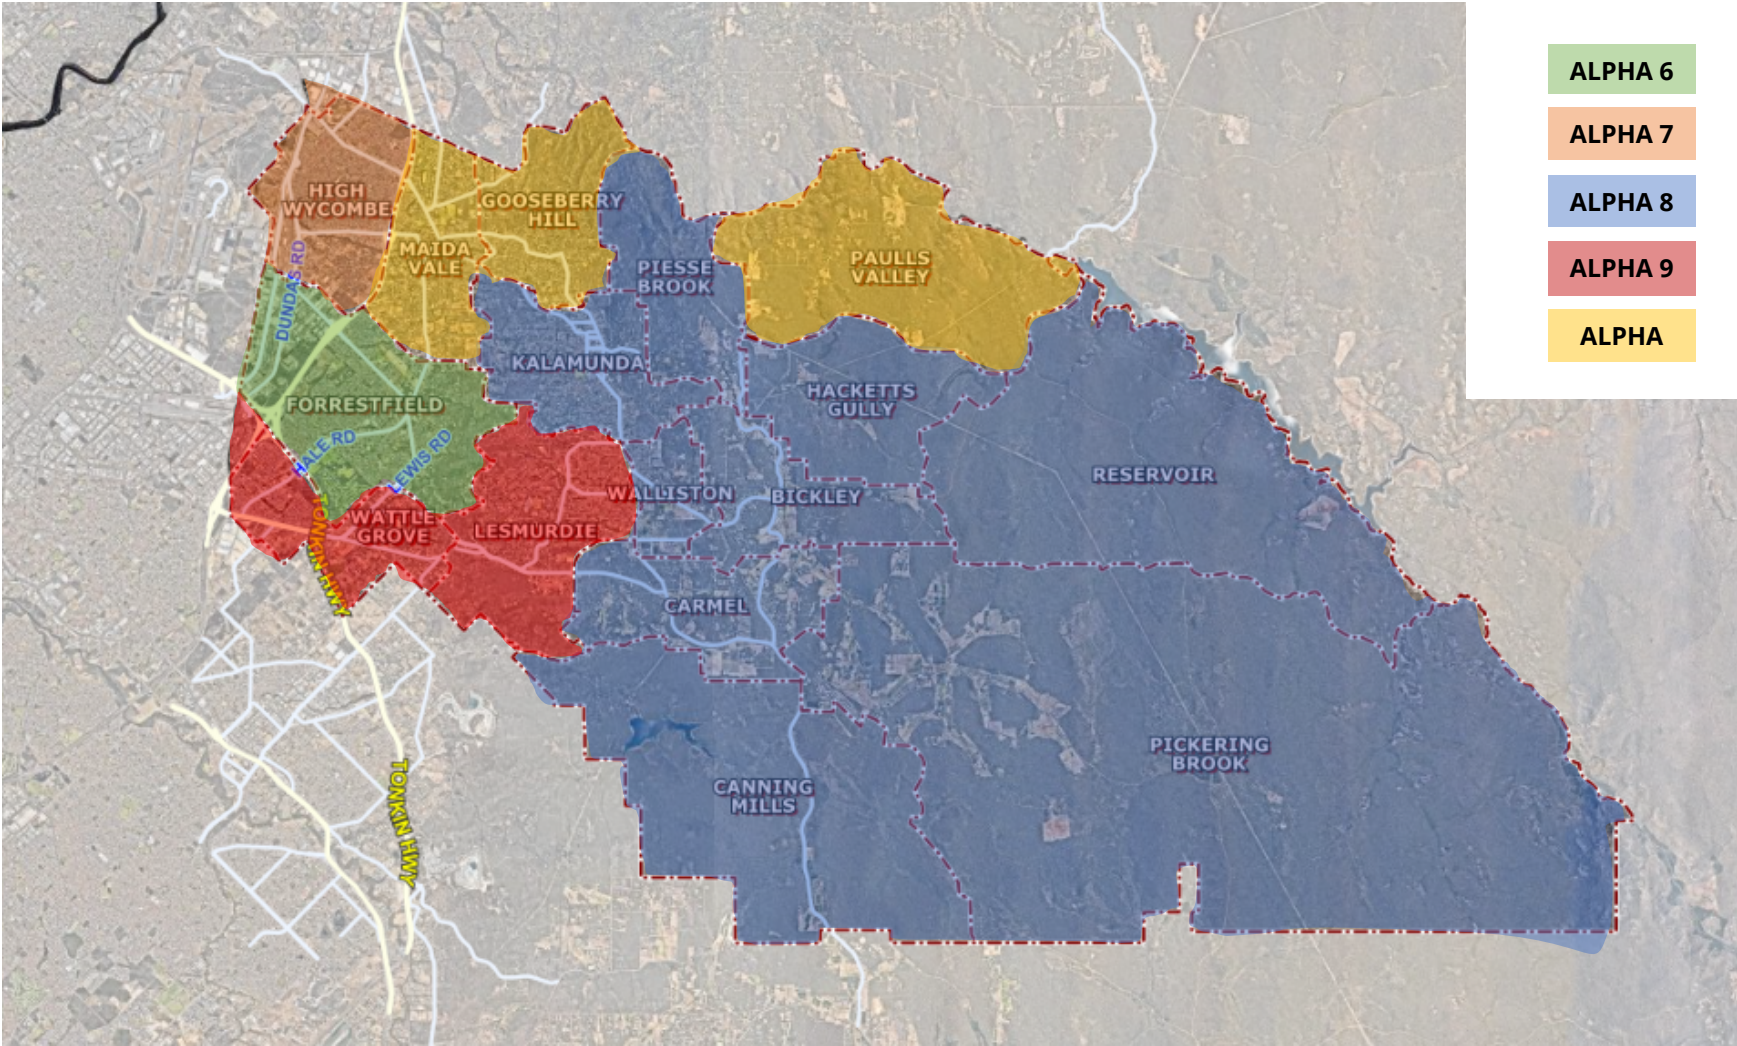 ALPHA 6
ALPHA 7
ALPHA 8
ALPHA 9
ALPHA
HIGH
WYCOMBE
GOOSEBERRY
HILL
MAIDA
VALE
PIESSE
BROOK
PAULLS
VALLEY
DUNDAS RD
KALAMUNDA
HACKETTS
GULLY
FORRESTFIELD
HALE RD
LEWIS RD
RESERVOIR
WALLISTON
BICKLEY
WATTLE
GROVE
LESMURDIE
TONKIN HWY
CARMEL
PICKERING
BROOK
CANNING
MILLS
TONKIN HWY